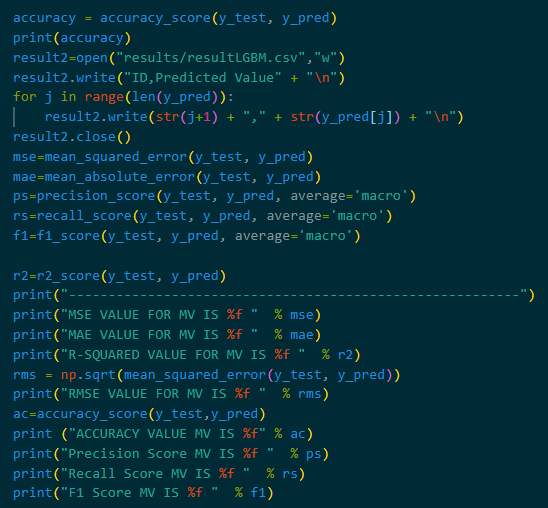 accuracy = accuracy_score(y_test, y_pred)
print(accuracy)
result2=open("results/resultLGBM.csv","w")
result2.write("ID,Predicted Value" + "\n")
for j in range(len(y_pred)):
    result2.write(str(j+1) + "," + str(y_pred[j]) + "\n")
result2.close()
mse=mean_squared_error(y_test, y_pred)
mae=mean_absolute_error(y_test, y_pred)
ps=precision_score(y_test, y_pred, average='macro')
rs=recall_score(y_test, y_pred, average='macro')
f1=f1_score(y_test, y_pred, average='macro')

r2=r2_score(y_test, y_pred)
print("---------------------------------------------------------")
print("MSE VALUE FOR MV IS %f "  % mse)
print("MAE VALUE FOR MV IS %f "  % mae)
print("R-SQUARED VALUE FOR MV IS %f "  % r2)
rms = np.sqrt(mean_squared_error(y_test, y_pred))
print("RMSE VALUE FOR MV IS %f "  % rms)
ac=accuracy_score(y_test,y_pred)
print ("ACCURACY VALUE MV IS %f" % ac)
print("Precision Score MV IS %f "  % ps)
print("Recall Score MV IS %f "  % rs)
print("F1 Score MV IS %f "  % f1)